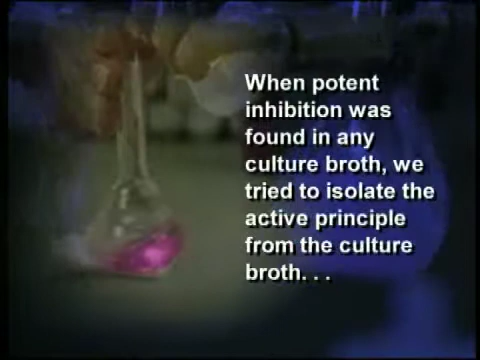 When potent
inhibition was
found in any
culture broth, we
tried to isolate the
active principle
from the culture
broth. . .